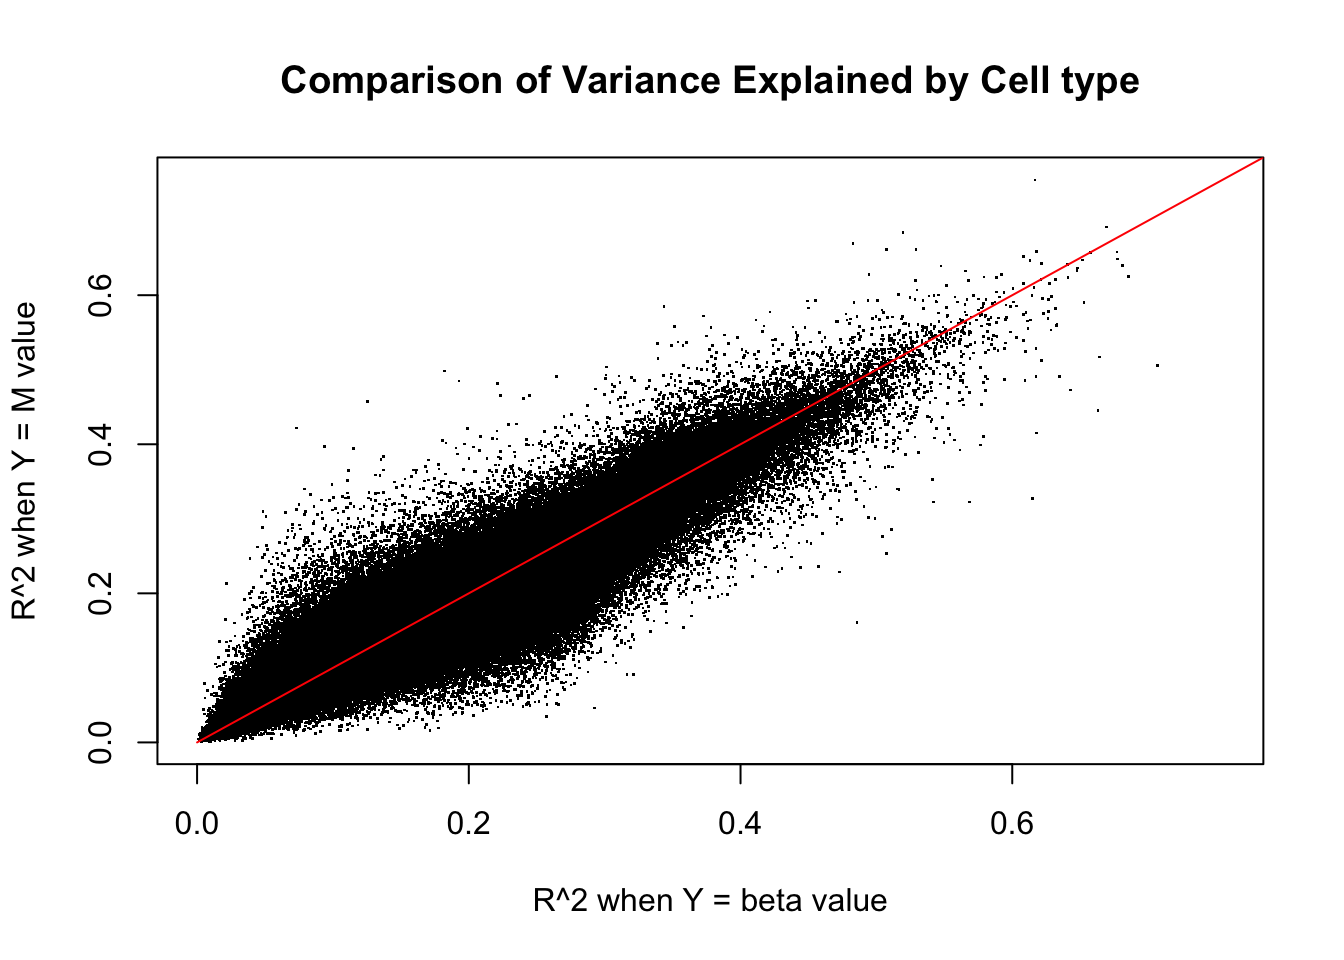 Comparison of Variance Explained by Cell type
R^2 when Y = M value
0.6
0.4
0.2
0.0
0.0 0.2 0.4 0.6
R^2 when Y = beta value